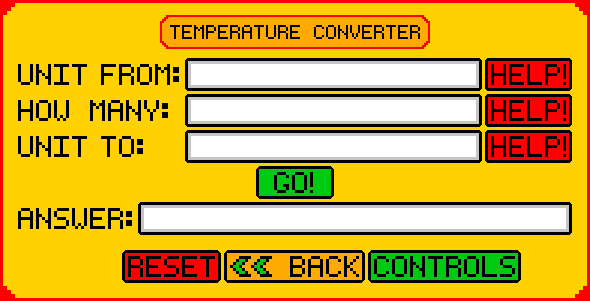 TEMPERATURE CONVERTER
UNIT FROM: HELP!
HOW MANY: HELP!
UNIT TO: HELP!
GO!
ANSWER:
RESET << BACK CONTROLS